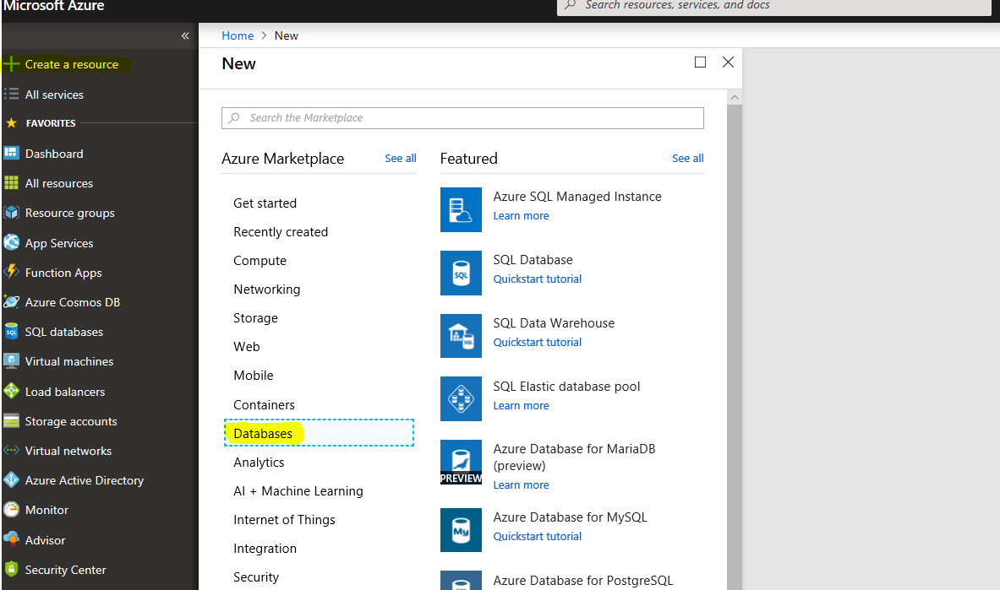 Microsoft Azure
Search resources, services, and docs
«
Home > New
Create a resource
All services
FAVORITES
Dashboard
All resources
Resource groups
App Services
Function Apps
Azure Cosmos DB
SQL databases
Virtual machines
Load balancers
Storage accounts
Virtual networks
Azure Active Directory
Monitor
Advisor
Security Center
New
Search the Marketplace
Azure Marketplace
See all
Get started
Recently created
Compute
Networking
Storage
Web
Mobile
Containers
Databases
Analytics
AI + Machine Learning
Internet of Things
Integration
Security
Featured
See all
Azure SQL Managed Instance
Learn more
SQL
SQL Database
Quickstart tutorial
SQL Data Warehouse
Quickstart tutorial
SQL Elastic database pool
Learn more
PREVIEW
Azure Database for MariaDB
(preview)
Learn more
My
Azure Database for MySQL
Quickstart tutorial
Azure Database for PostgreSQL